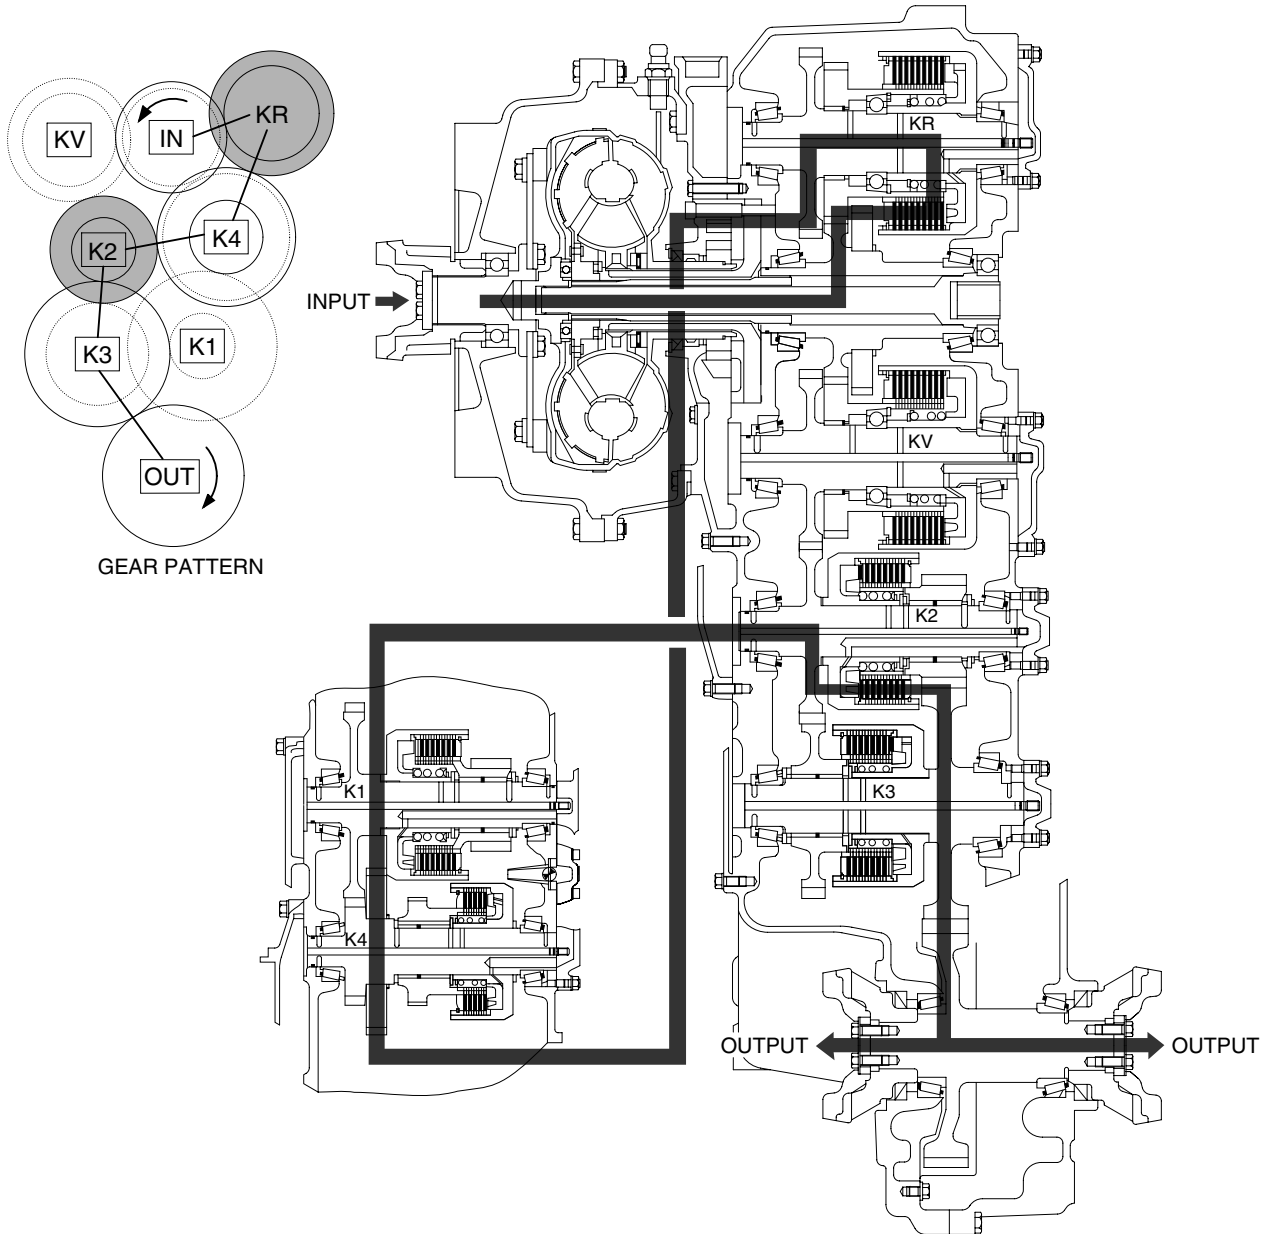 KV
IN
KR
K2
K4
K3
K1
OUT
GEAR PATTERN
INPUT
KR
KV
K2
K3
K1
K4
OUTPUT
OUTPUT